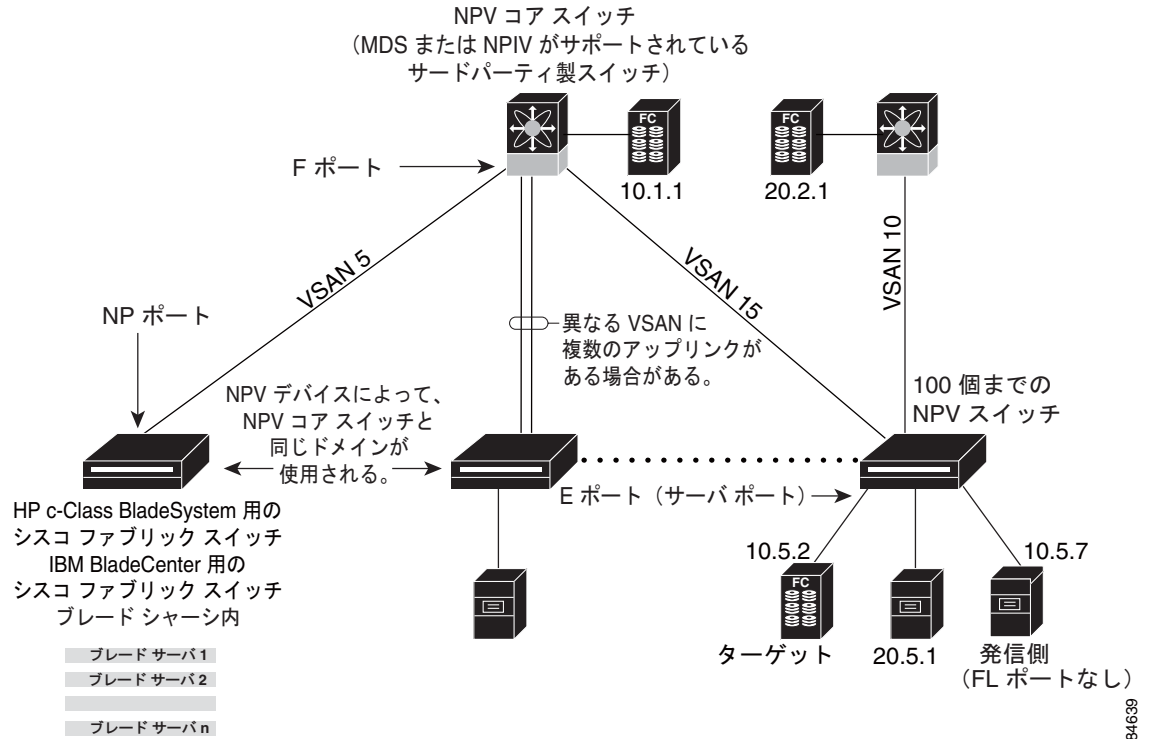 NPV コア スイッチ
（MDS または NPIV がサポートされている
サードパーティ製スイッチ）
FC
FC
F ポート
10.1.1
20.2.1
VSAN 5
VSAN 15
VSAN 10
NP ポート
異なる VSAN に
複数のアップリンクが
ある場合がある。
NPV デバイスによって、
NPV コア スイッチと
同じドメインが
使用される。
100 個までの
NPV スイッチ
E ポート（サーバ ポート）
HP c-Class BladeSystem 用の
シスコ ファブリック スイッチ
IBM BladeCenter 用の
シスコ ファブリック スイッチ
ブレード シャーシ内
10.5.2
10.5.7
FC
ターゲット
20.5.1
発信側
（FL ポートなし）
ブレード サーバ 1
ブレード サーバ 2
ブレード サーバ n
84639